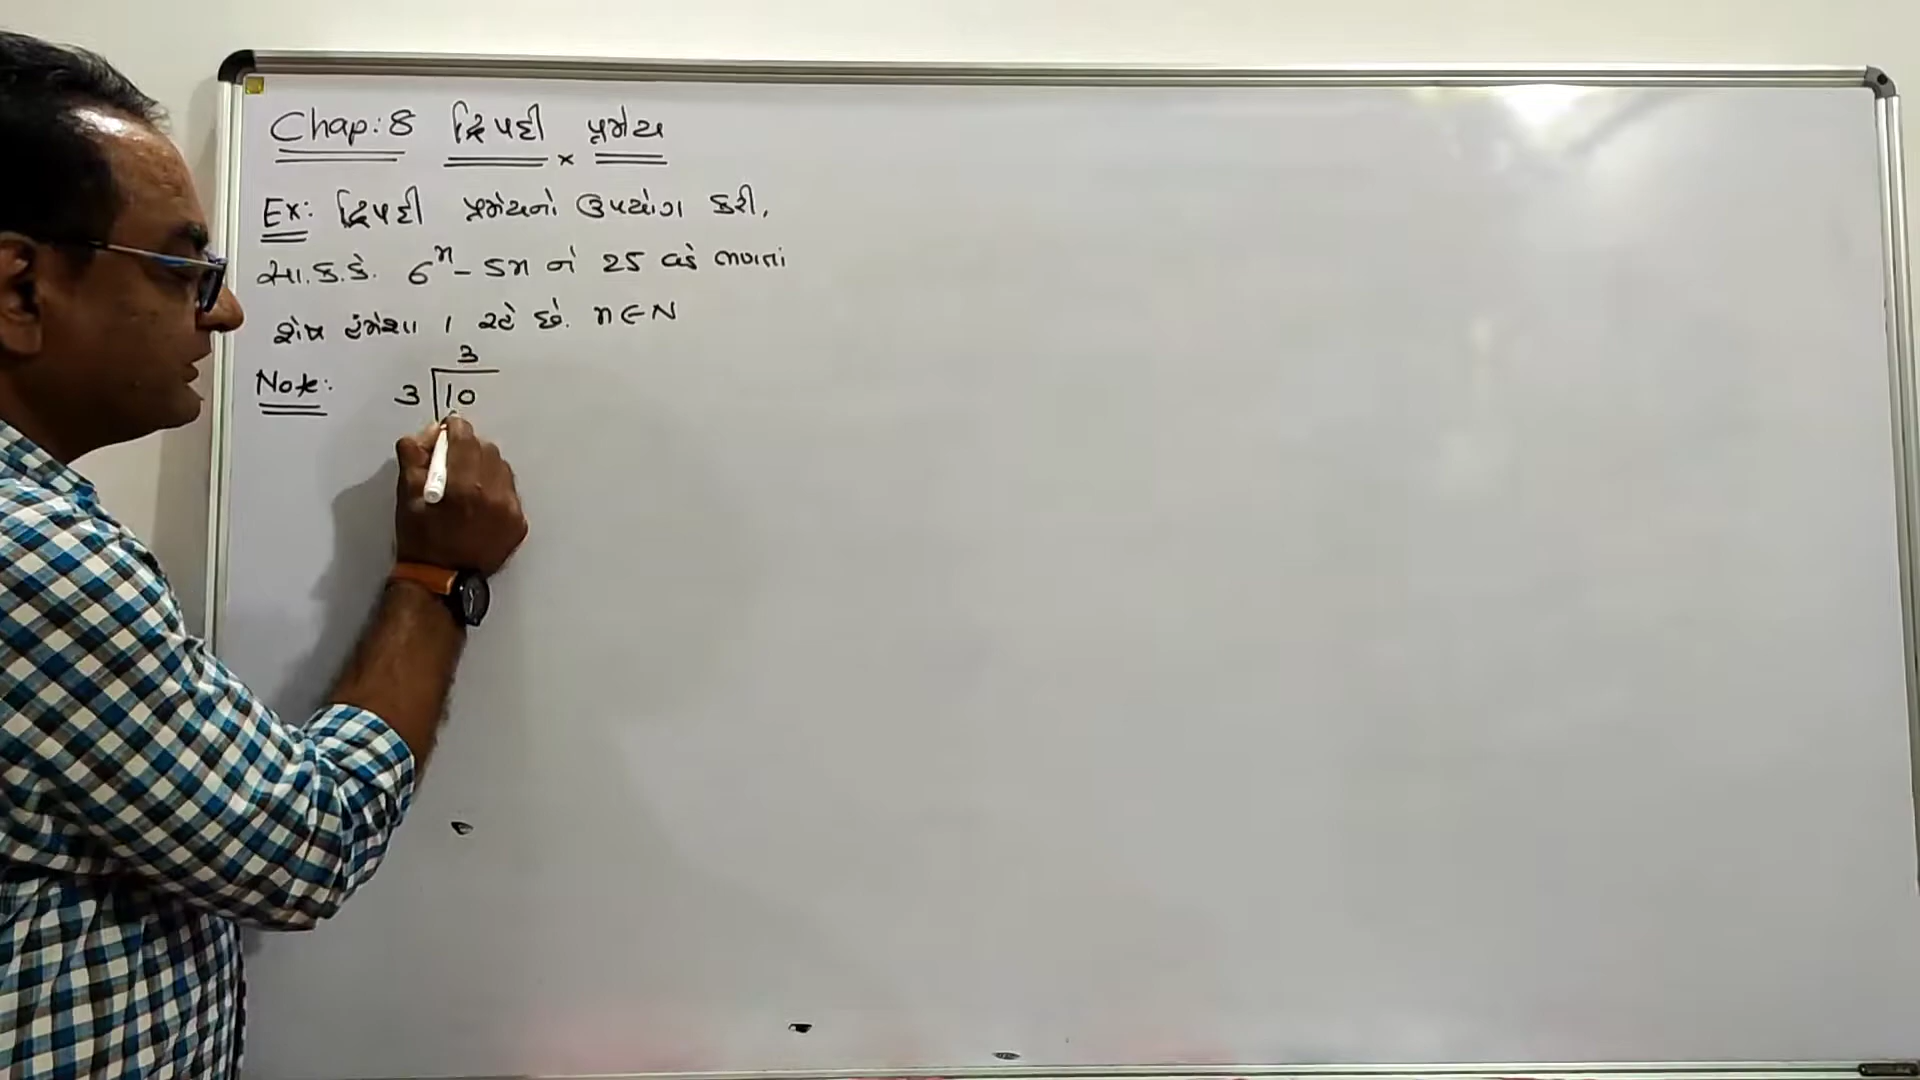 Chap:8 દ્વિપદી પ્રમેય
x
Ex: દ્વિપદી પ્રમેયનો ઉપયોગ કરી,
સા.ક.કે. 6ⁿ - 5n ને 25 વડે ભાગતાં
શેષ હંમેશા 1 રહે છે. n ∈ N
3
Note: 3 10